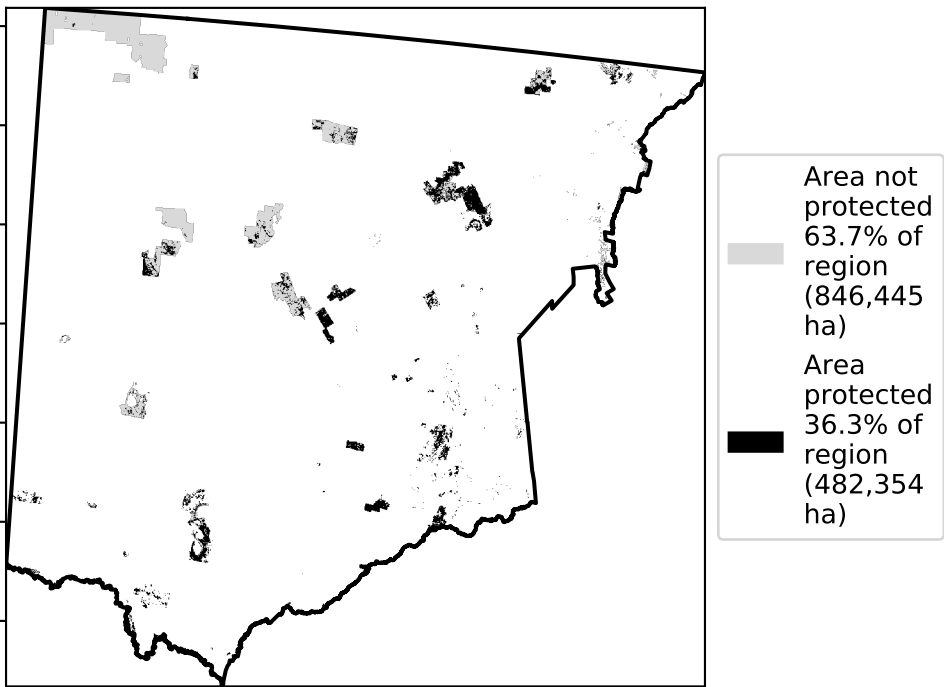 Area not
protected
63.7% of
region
(846,445
ha)
Area
protected
36.3% of
region
(482,354
ha)